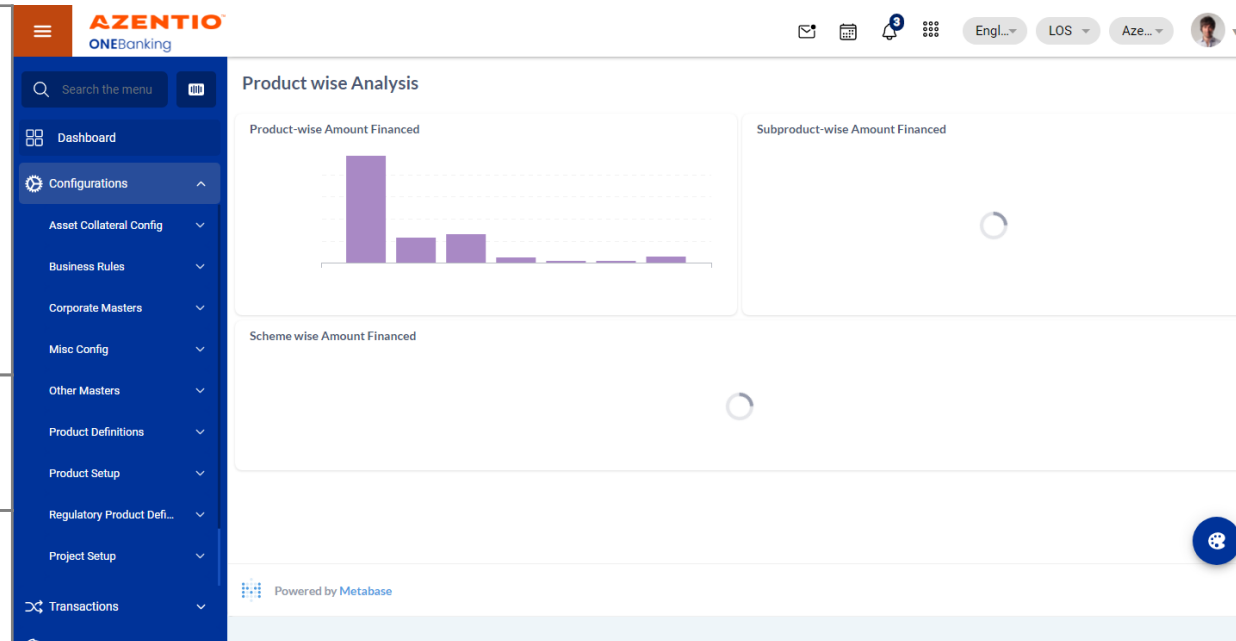 AZENTIO
ONEBanking
3
Engl...
LOS
Aze...
Search the menu
Dashboard
Configurations
Asset Collateral Config
Business Rules
Corporate Masters
Misc Config
Other Masters
Product Definitions
Product Setup
Regulatory Product Defi...
Project Setup
Transactions
Product wise Analysis
Product-wise Amount Financed
Subproduct-wise Amount Financed
Scheme wise Amount Financed
Powered by Metabase